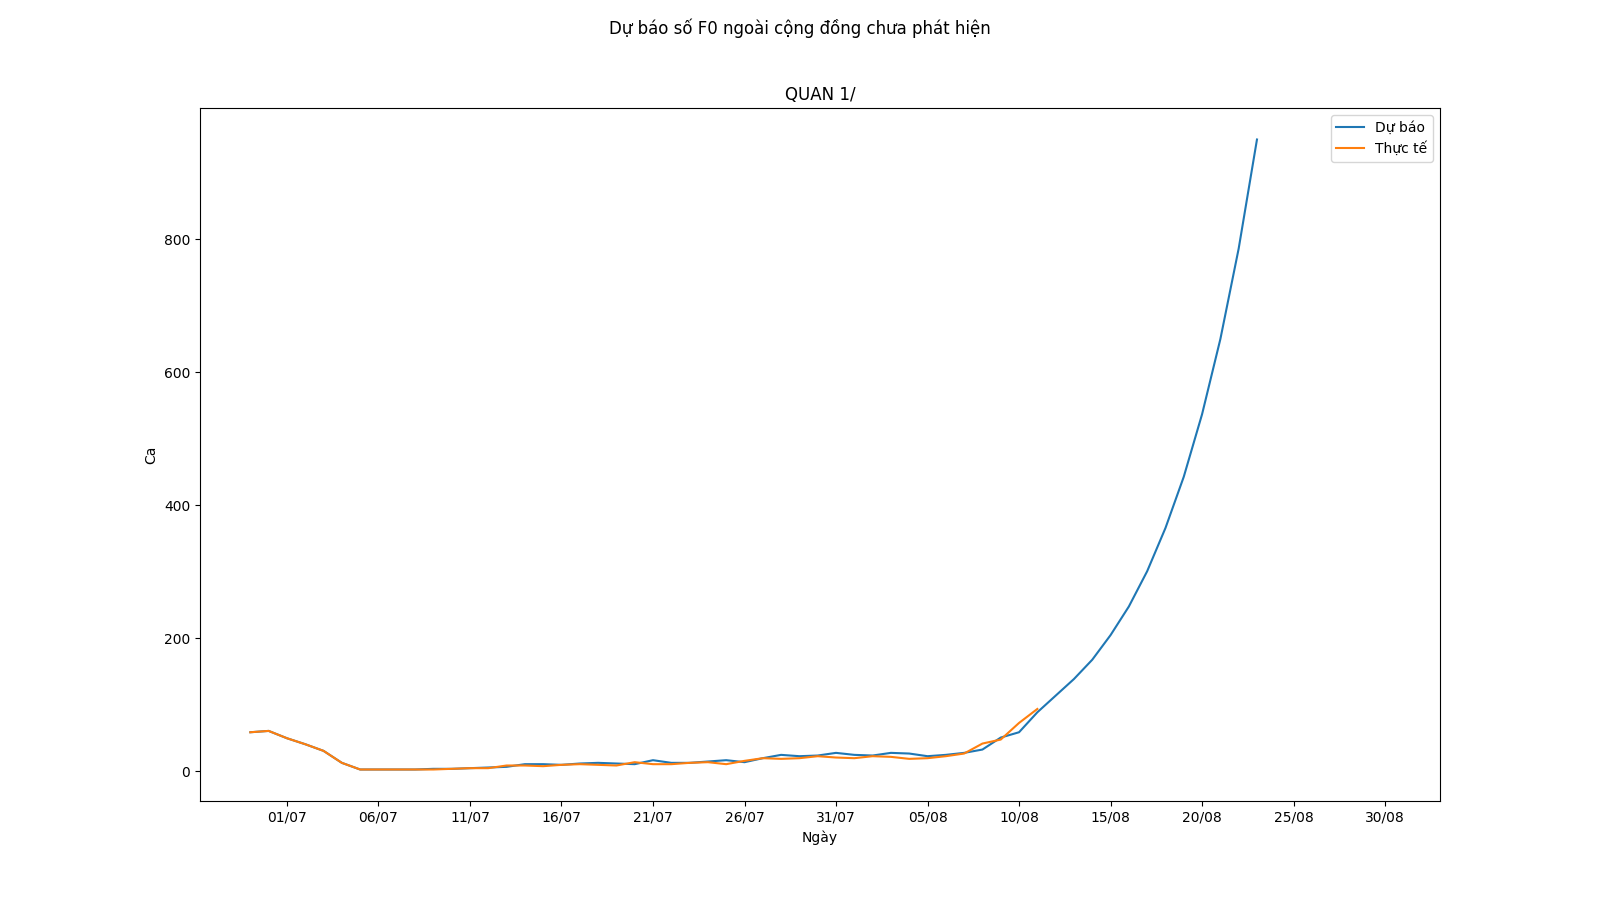 Dự báo số F0 ngoài cộng đồng chưa phát hiện
QUAN 1/
Dự báo
Thực tế
800
600
400
200
0
Ca
01/07 06/07 11/07 16/07 21/07 26/07 31/07 05/08 10/08 15/08 20/08 25/08 30/08
Ngày